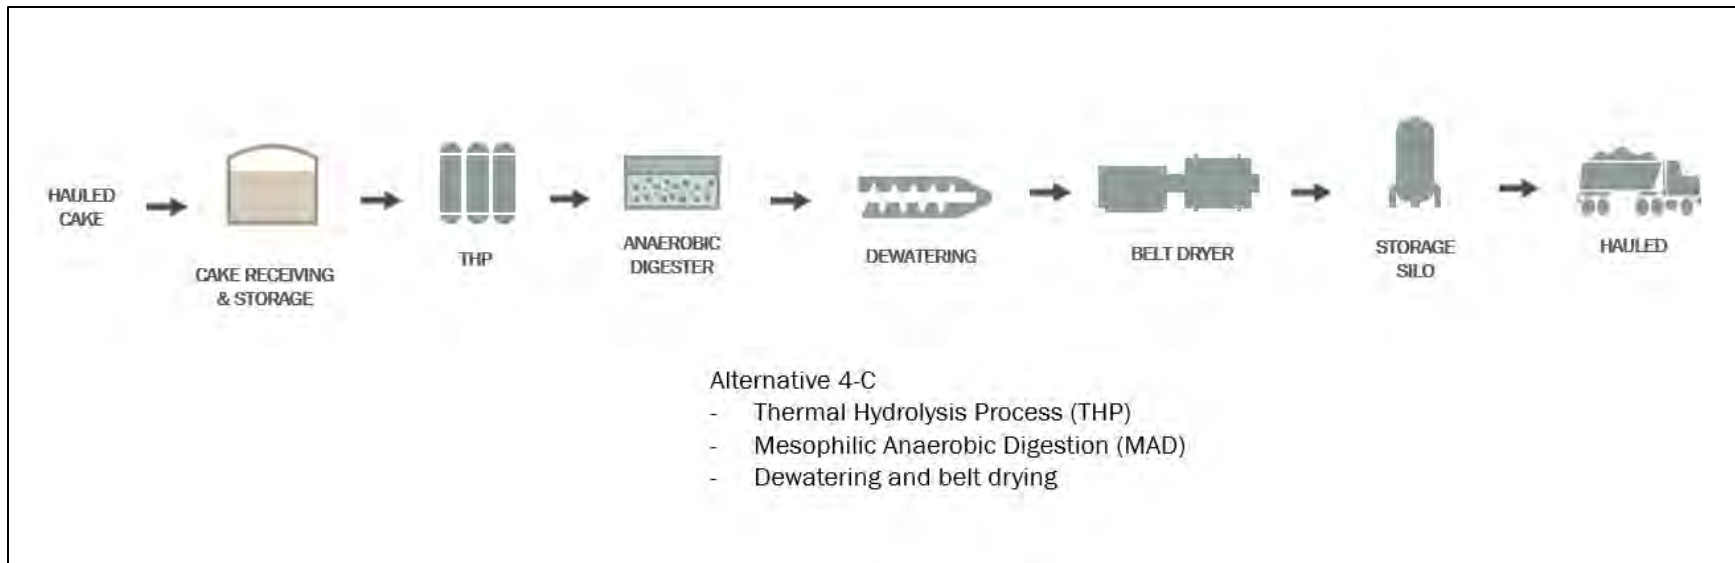 HAULED
CAKE
CAKE RECEIVING
& STORAGE
THP
ANAEROBIC
DIGESTER
DEWATERING
BELT DRYER
STORAGE
SILO
HAULED
Alternative 4-C
- Thermal Hydrolysis Process (THP)
- Mesophilic Anaerobic Digestion (MAD)
- Dewatering and belt drying